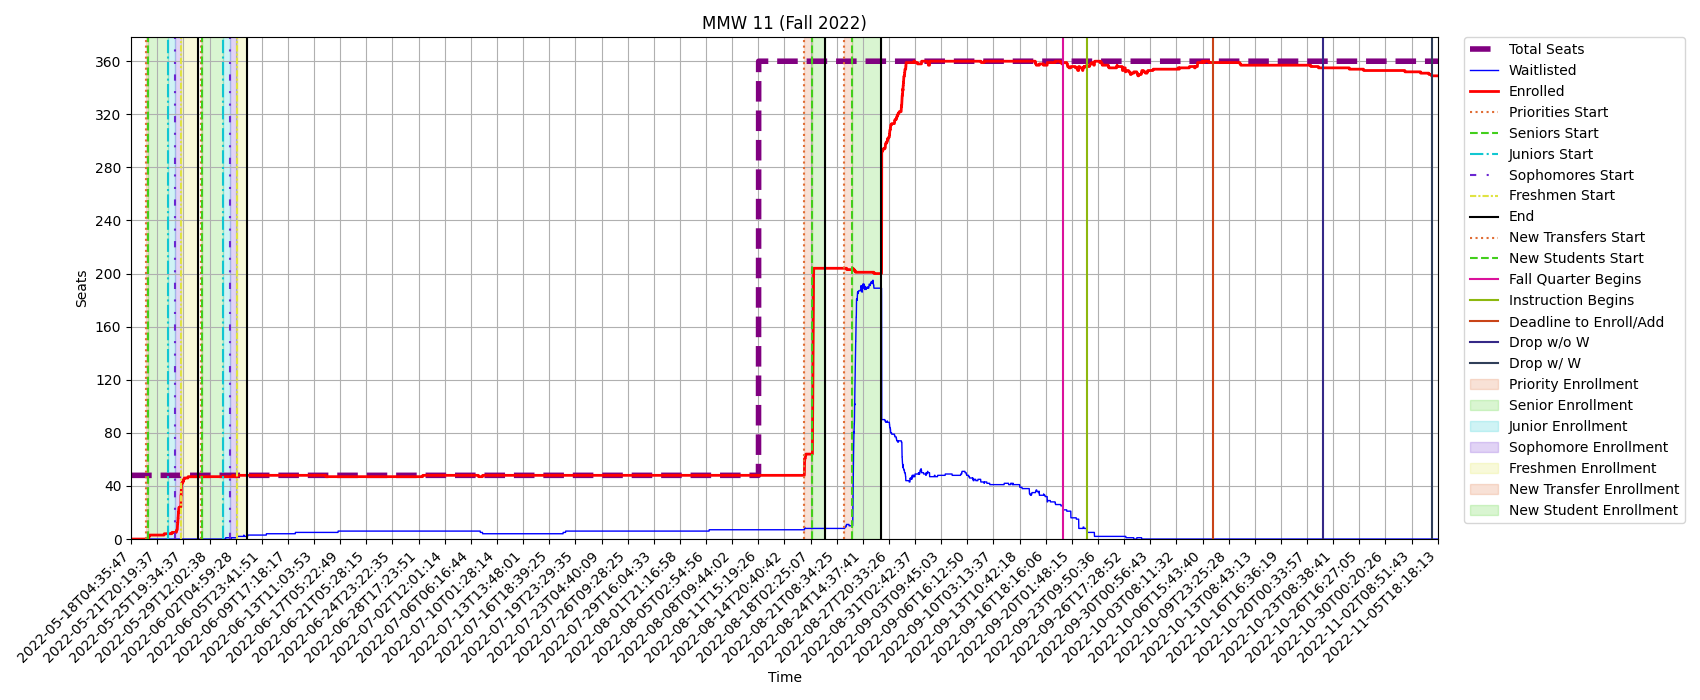 MMW 11 (Fall 2022)
Seats
360
320
280
240
200
160
120
80
40
0
2022-05-18T04:35:47
2022-05-21T20:19:37
2022-05-25T19:34:37
2022-05-29T12:02:38
2022-06-02T04:59:28
2022-06-05T23:41:51
2022-06-09T17:18:17
2022-06-13T11:03:53
2022-06-17T05:22:49
2022-06-21T05:28:15
2022-06-24T23:22:35
2022-06-28T17:23:51
2022-07-02T12:01:14
2022-07-06T06:16:44
2022-07-10T01:28:14
2022-07-13T13:48:01
2022-07-16T18:39:25
2022-07-19T23:29:35
2022-07-23T04:40:09
2022-07-26T09:28:25
2022-07-29T16:04:33
2022-08-01T21:16:58
2022-08-05T02:54:56
2022-08-08T09:44:02
2022-08-11T15:19:26
2022-08-14T20:40:42
2022-08-18T02:25:07
2022-08-21T08:34:25
2022-08-24T14:37:41
2022-08-27T20:33:26
2022-08-31T02:42:37
2022-09-03T09:45:03
2022-09-06T16:12:50
2022-09-10T03:13:37
2022-09-13T10:42:18
2022-09-16T18:16:06
2022-09-20T01:48:15
2022-09-23T09:50:36
2022-09-26T17:28:52
2022-09-30T00:56:43
2022-10-03T08:11:32
2022-10-06T15:43:40
2022-10-09T23:25:28
2022-10-13T08:43:13
2022-10-16T16:36:19
2022-10-20T00:33:57
2022-10-23T08:38:41
2022-10-26T16:27:05
2022-10-30T00:20:26
2022-11-02T08:51:43
2022-11-05T18:18:13
Time
Total Seats
Waitlisted
Enrolled
Priorities Start
Seniors Start
Juniors Start
Sophomores Start
Freshmen Start
End
New Transfers Start
New Students Start
Fall Quarter Begins
Instruction Begins
Deadline to Enroll/Add
Drop w/o W
Drop w/ W
Priority Enrollment
Senior Enrollment
Junior Enrollment
Sophomore Enrollment
Freshmen Enrollment
New Transfer Enrollment
New Student Enrollment